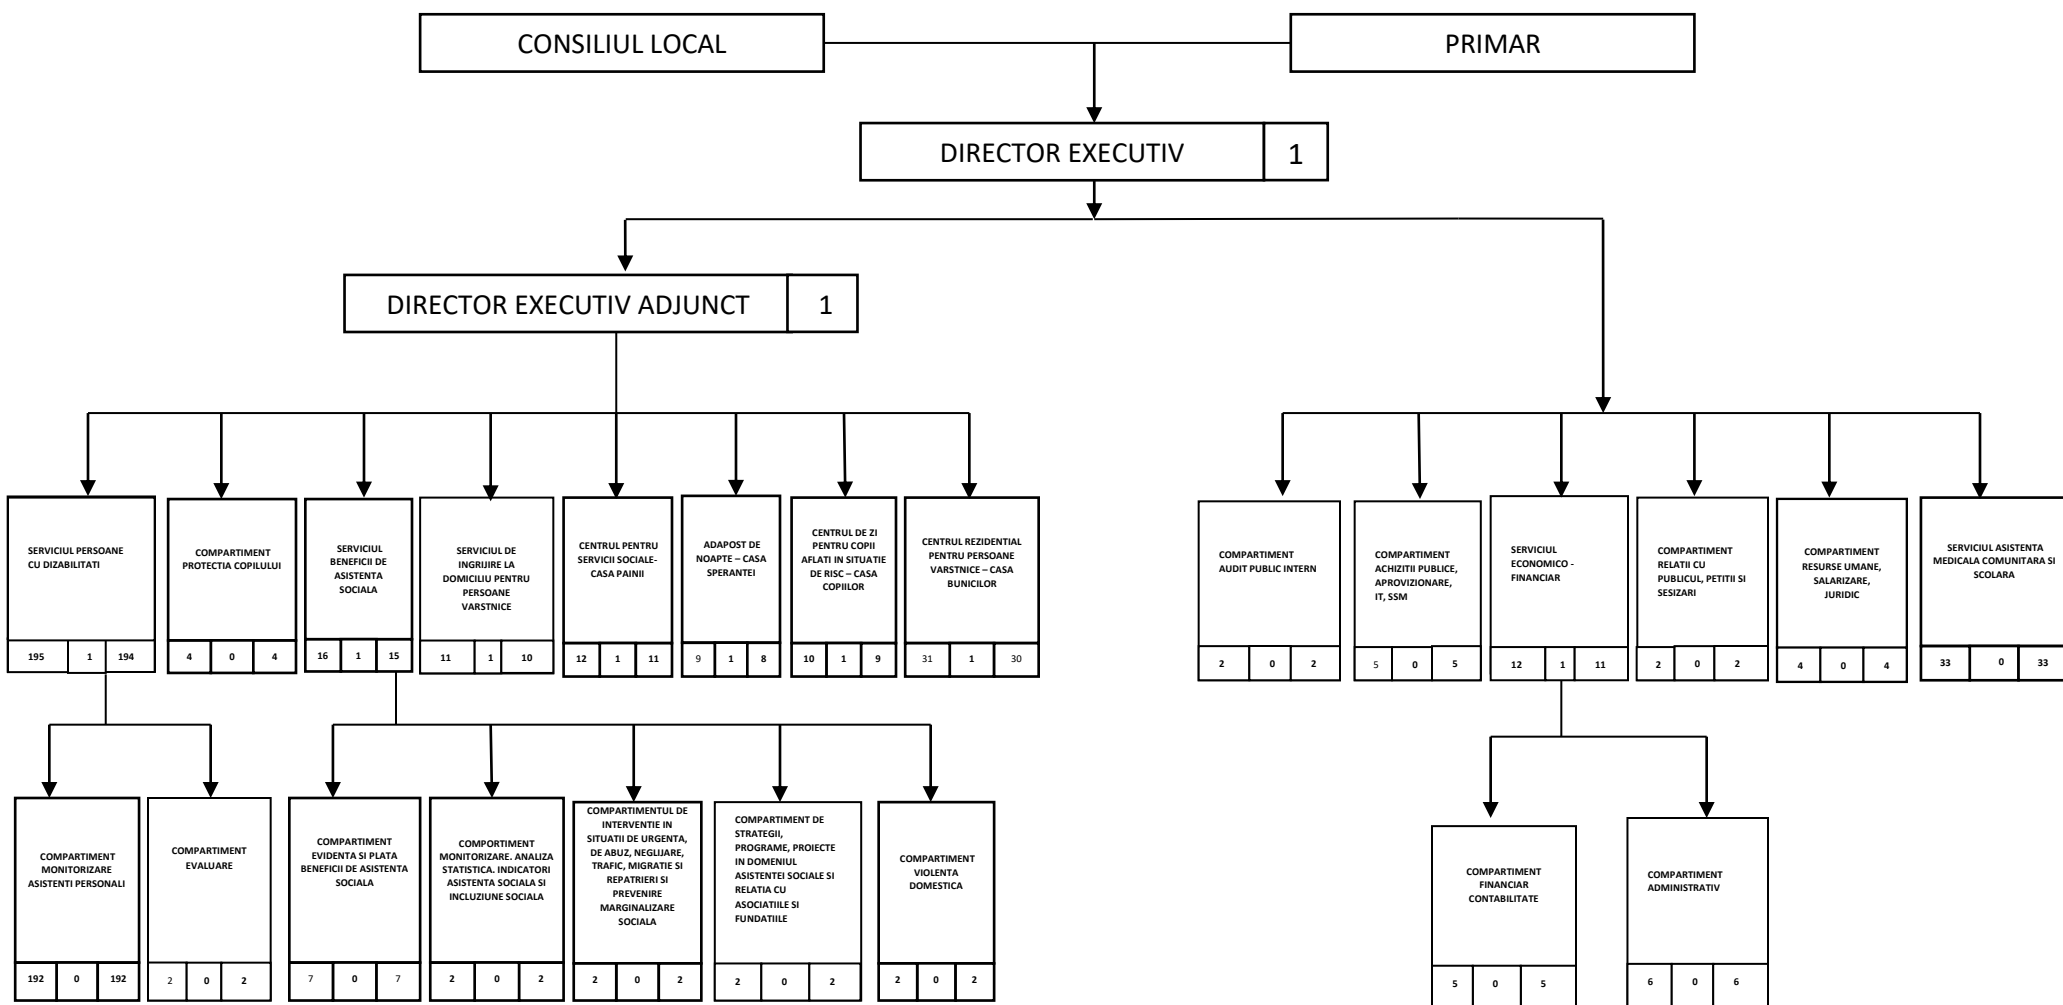 CONSILIUL LOCAL
PRIMAR
DIRECTOR EXECUTIV
1
DIRECTOR EXECUTIV ADJUNCT
1
SERVICIUL PERSOANE
CU DIZABILITATI
195 1 194
COMPARTIMENT
PROTECTIA COPILULUI
4 0 4
SERVICIUL
BENEFICII DE
ASISTENTA
SOCIALA
16 1 15
SERVICIUL DE
INGRIJIRE LA
DOMICILIU PENTRU
PERSOANE
VARSTNICE
11 1 10
CENTRUL PENTRU
SERVICII SOCIALE-
CASA PAINII
12 1 11
ADAPOST DE
NOAPTE – CASA
SPERANTEI
9 1 8
CENTRUL DE ZI
PENTRU COPII
AFLATI IN SITUATIE
DE RISC – CASA
COPIILOR
10 1 9
CENTRUL REZIDENTIAL
PENTRU PERSOANE
VARSTNICE – CASA
BUNICILOR
31 1 30
COMPARTIMENT
AUDIT PUBLIC INTERN
2 0 2
COMPARTIMENT
ACHIZITII PUBLICE,
APROVIZIONARE,
IT, SSM
5 0 5
SERVICIUL
ECONOMICO -
FINANCIAR
12 1 11
COMPARTIMENT
RELATII CU
PUBLICUL, PETITII SI
SESIZARI
2 0 2
COMPARTIMENT
RESURSE UMANE,
SALARIZARE,
JURIDIC
4 0 4
SERVICIUL ASISTENTA
MEDICALA COMUNITARA SI
SCOLARA
33 0 33
COMPARTIMENT
MONITORIZARE
ASISTENTI PERSONALI
192 0 192
COMPARTIMENT
EVALUARE
2 0 2
COMPARTIMENT
EVIDENTA SI PLATA
BENEFICII DE ASISTENTA
SOCIALA
7 0 7
COMPORTIMENT
MONITORIZARE. ANALIZA
STATISTICA. INDICATORI
ASISTENTA SOCIALA SI
INCLUZIUNE SOCIALA
2 0 2
COMPARTIMENTUL DE
INTERVENTIE IN
SITUATII DE URGENTA,
DE ABUZ, NEGLIJARE,
TRAFIC, MIGRATIE SI
REPATRIERI SI
PREVENIRE
MARGINALIZARE
SOCIALA
2 0 2
COMPARTIMENT DE
STRATEGII,
PROGRAME, PROIECTE
IN DOMENIUL
ASISTENTEI SOCIALE SI
RELATIA CU
ASOCIATIILE SI
FUNDATIILE
2 0 2
COMPARTIMENT
VIOLENTA
DOMESTICA
2 0 2
COMPARTIMENT
FINANCIAR
CONTABILITATE
5 0 5
COMPARTIMENT
ADMINISTRATIV
6 0 6